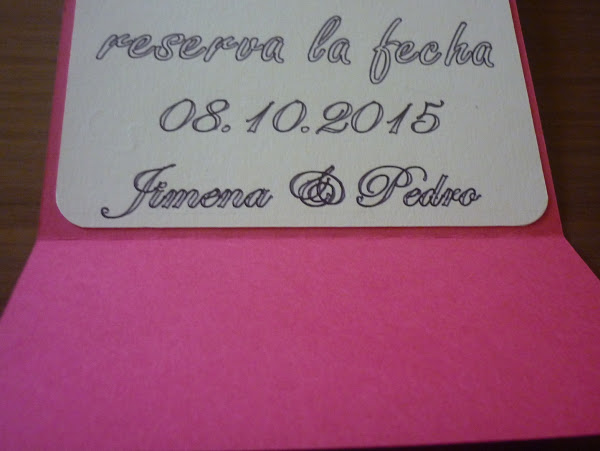 reserva la fecha
08.10.2015
Jimena & Pedro